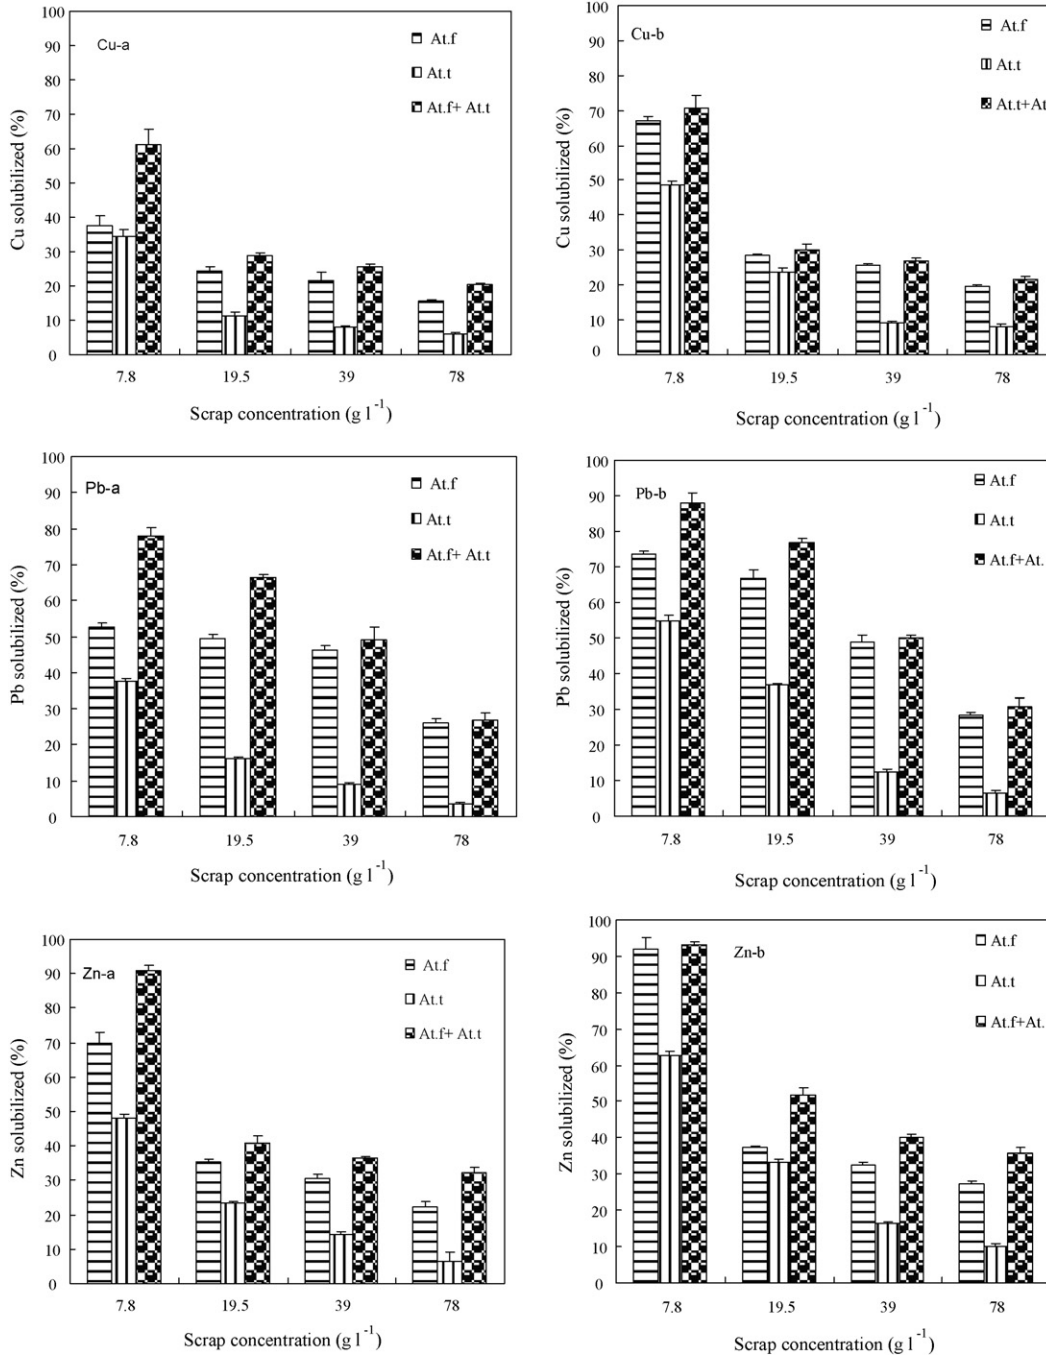 Cu-a
At.f
At.t
At.f+ At.t
Cu solubilized (%)
100
90
80
70
60
50
40
30
20
10
0
7.8 19.5 39 78
Scrap concentration (g l-1)
Cu-b
At.f
At.t
At.t+At
Cu solubilized (%)
100
90
80
70
60
50
40
30
20
10
0
7.8 19.5 39 78
Scrap concentration (g l-1)
Pb-a
At.f
At.t
At.f+ At.t
Pb solubilized (%)
100
90
80
70
60
50
40
30
20
10
0
7.8 19.5 39 78
Scrap concentration (g l-1)
Pb-b
At.f
At.t
At.f+At.
Pb solubilized (%)
100
90
80
70
60
50
40
30
20
10
0
7.8 19.5 39 78
Scrap concentration (g l-1)
Zn-a
At.f
At.t
At.f+ At.t
Zn solubilized (%)
100
90
80
70
60
50
40
30
20
10
0
7.8 19.5 39 78
Scrap concentration (g l-1)
Zn-b
At.f
At.t
At.f+At.
Zn solubilized (%)
100
90
80
70
60
50
40
30
20
10
0
7.8 19.5 39 78
Scrap concentration (g l-1)